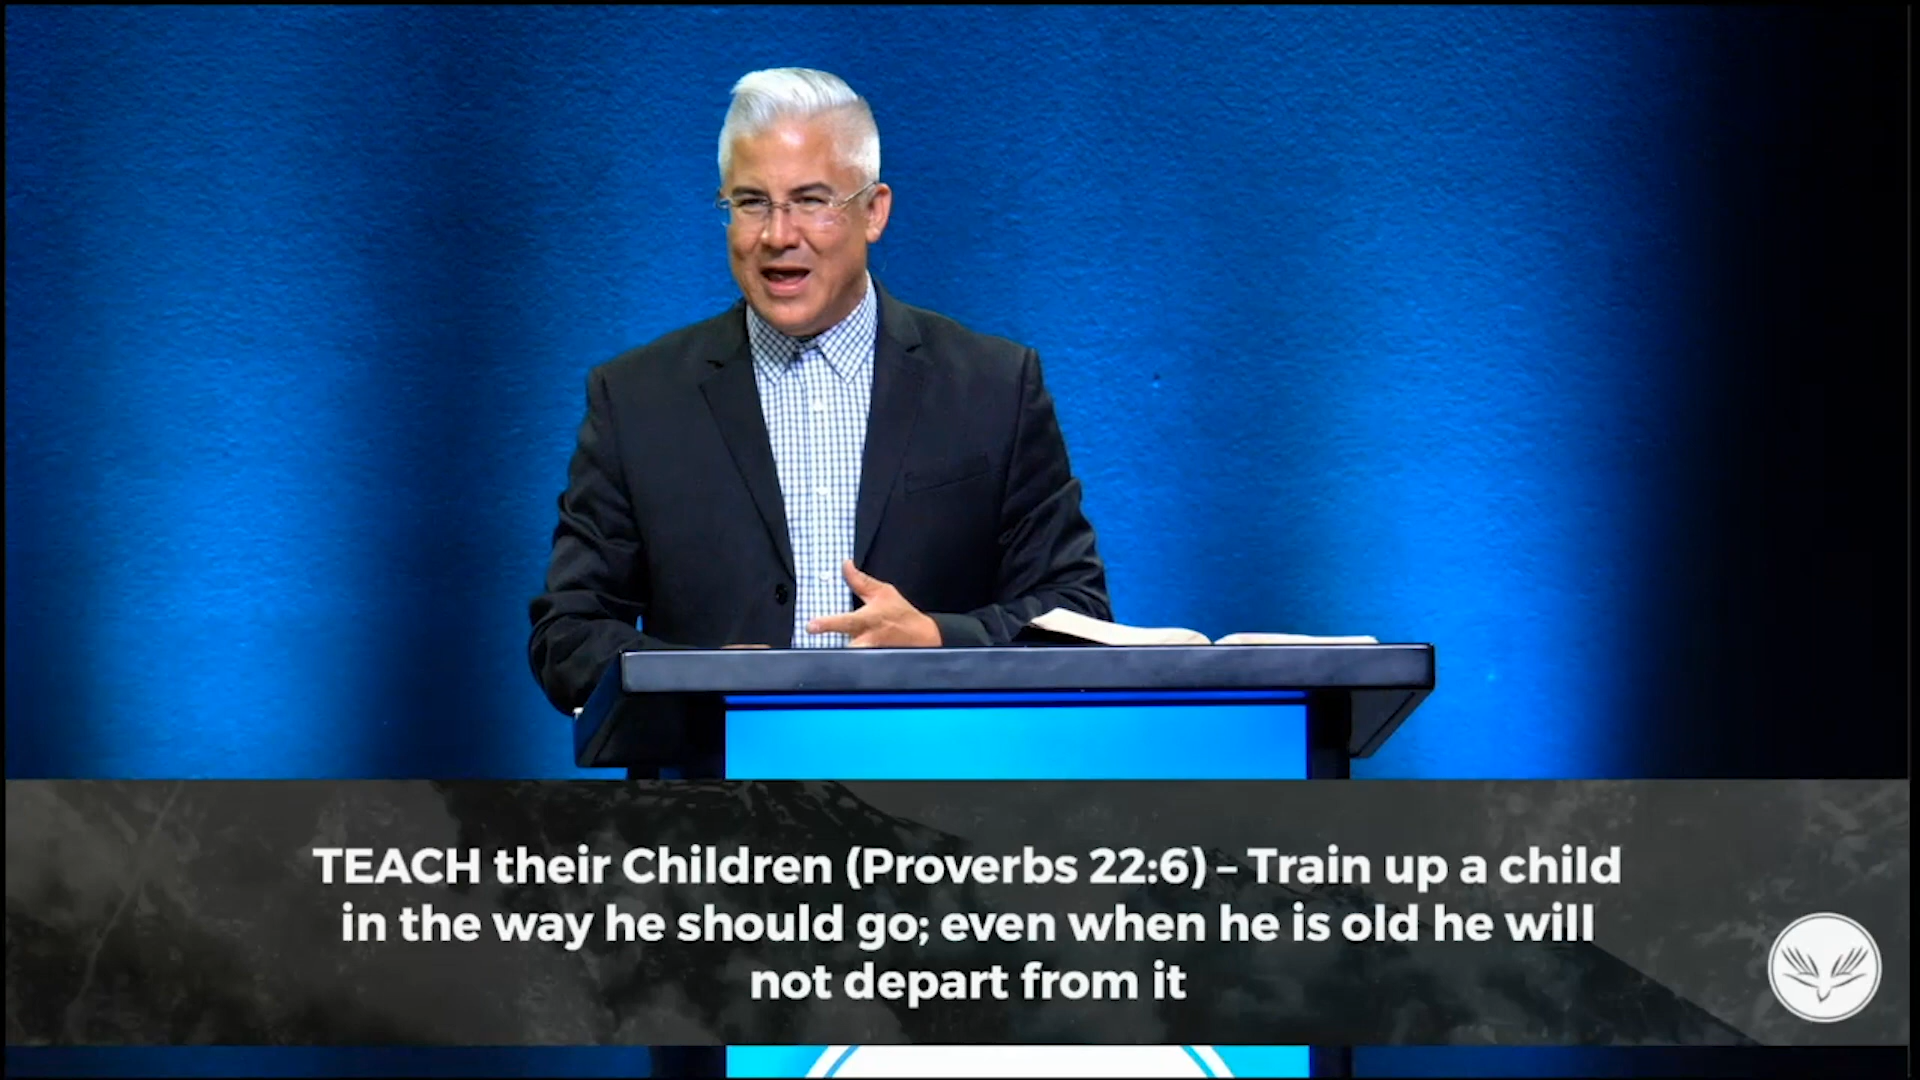 TEACH their Children (Proverbs 22:6) – Train up a child
in the way he should go; even when he is old he will
not depart from it